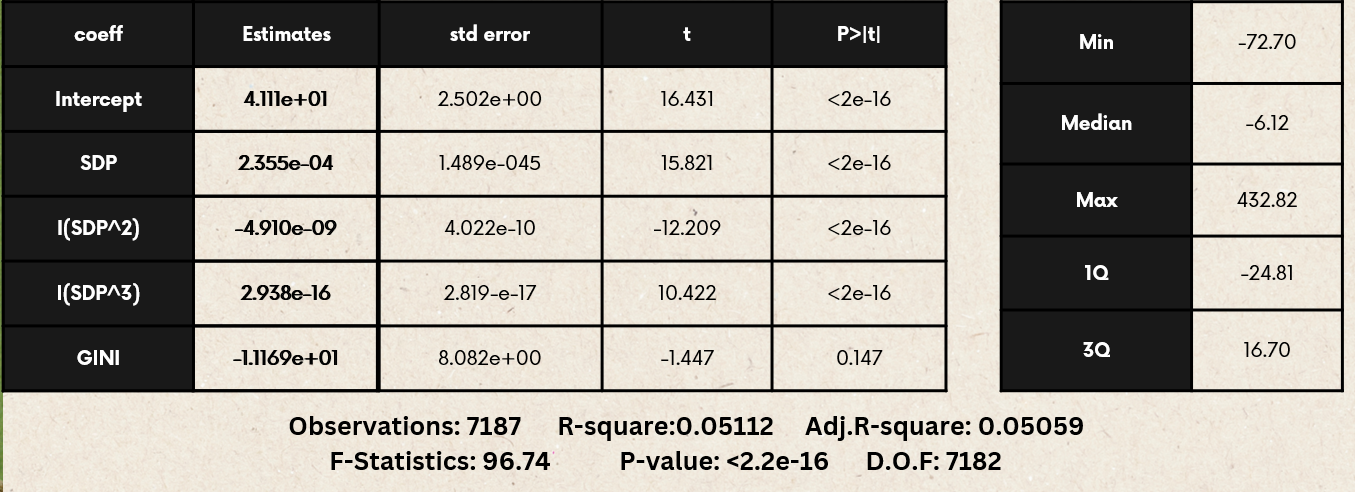 coeff Estimates std error t P>|t|
Intercept 4.111e+01 2.502e+00 16.431 <2e-16
SDP 2.355e-04 1.489e-045 15.821 <2e-16
I(SDP^2) -4.910e-09 4.022e-10 -12.209 <2e-16
I(SDP^3) 2.938e-16 2.819-e-17 10.422 <2e-16
GINI -1.1169e+01 8.082e+00 -1.447 0.147
Min -72.70
Median -6.12
Max 432.82
1Q -24.81
3Q 16.70
Observations: 7187 R-square:0.05112 Adj.R-square: 0.05059
F-Statistics: 96.74 P-value: <2.2e-16 D.O.F: 7182